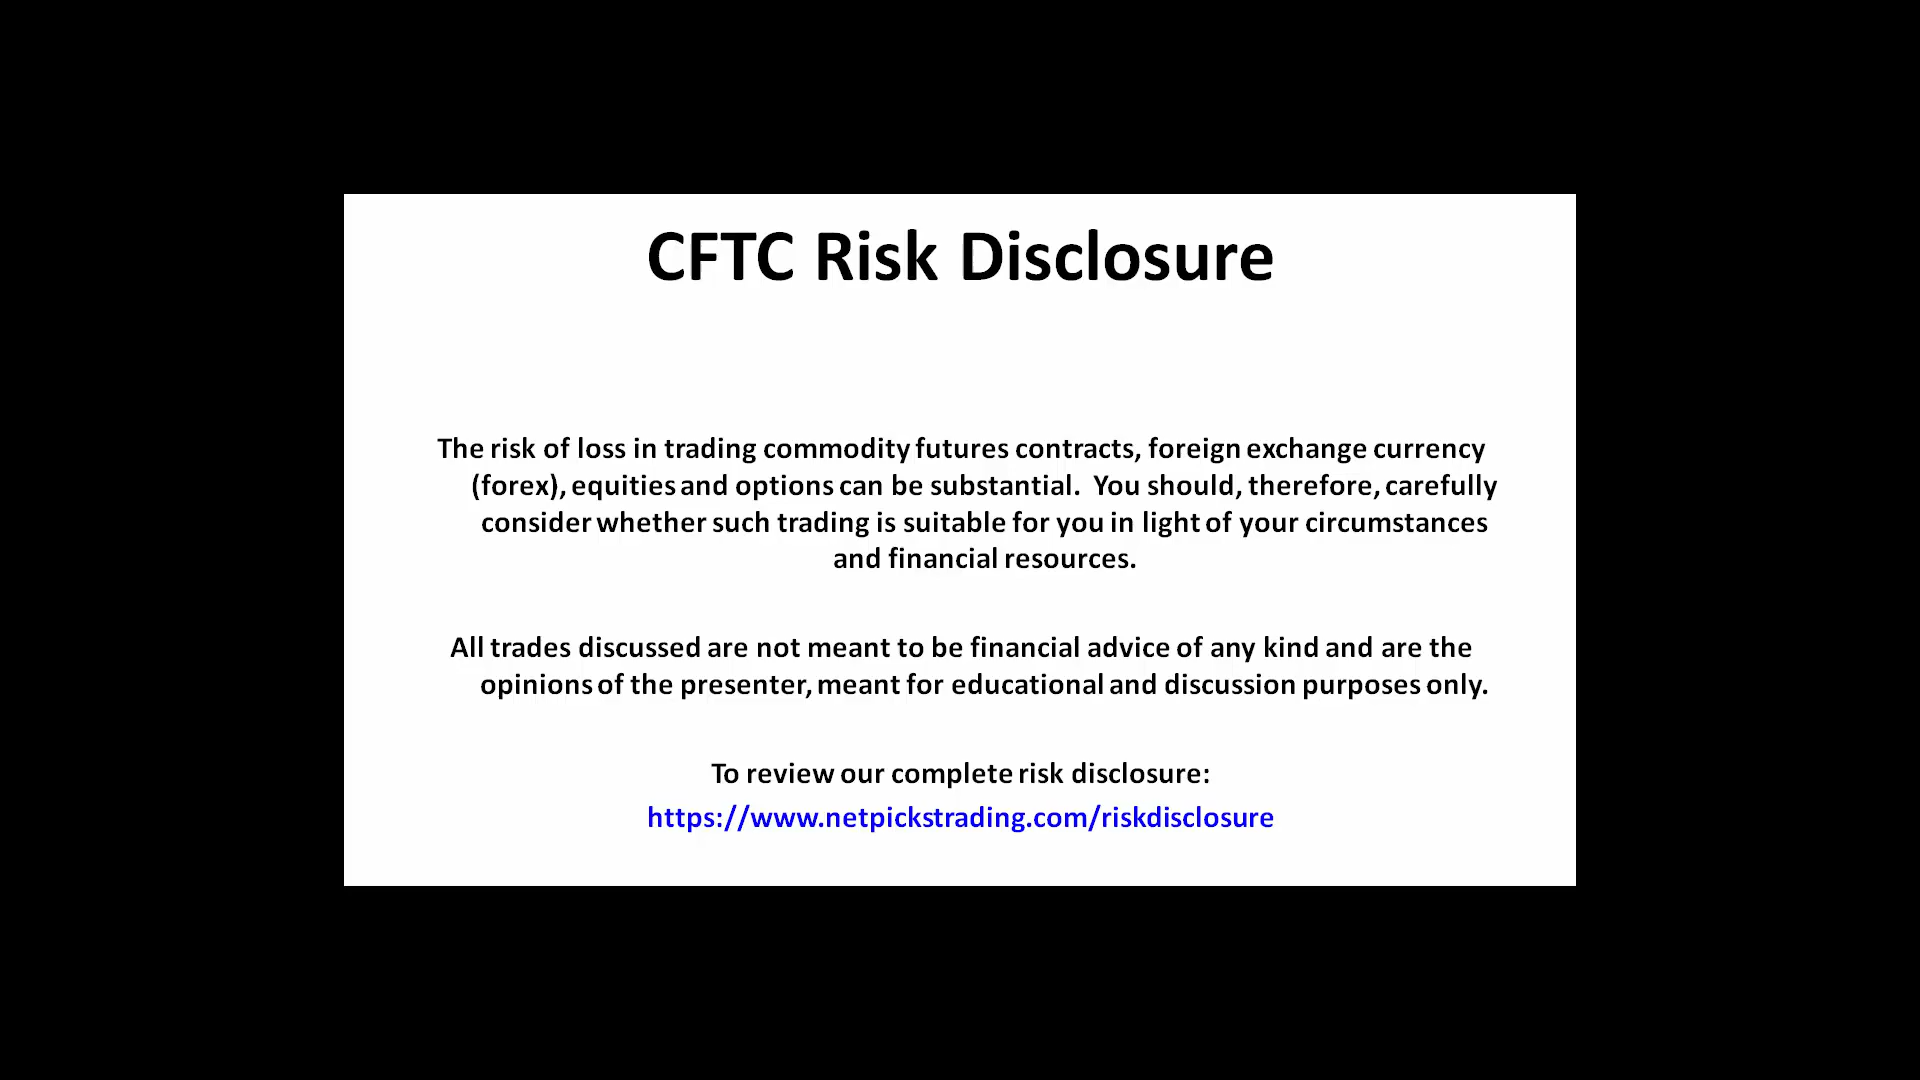 CFTC Risk Disclosure
The risk of loss in trading commodity futures contracts, foreign exchange currency
(forex), equities and options can be substantial.  You should, therefore, carefully
consider whether such trading is suitable for you in light of your circumstances
and financial resources.
All trades discussed are not meant to be financial advice of any kind and are the
opinions of the presenter, meant for educational and discussion purposes only.
To review our complete risk disclosure:
https://www.netpickstrading.com/riskdisclosure